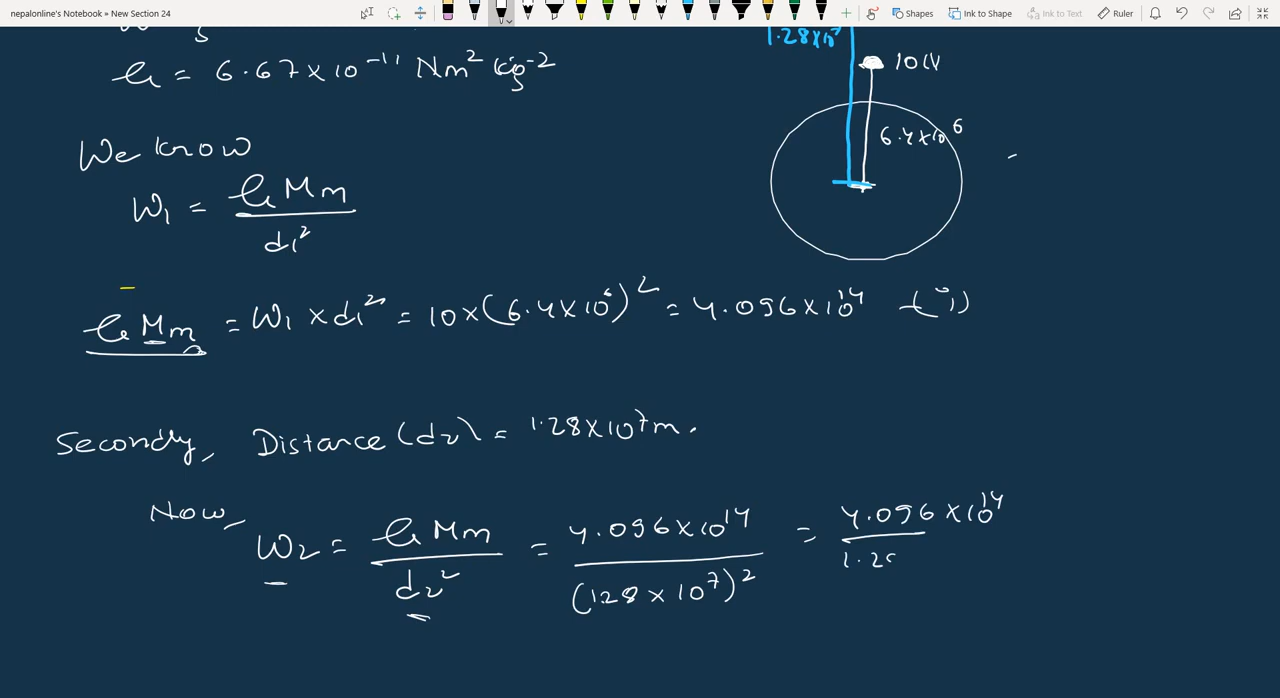 nepalonline's Notebook » New Section 24
Shapes Ink to Shape Ink to Text Ruler
1.28×10⁷
G = 6.67×10⁻¹¹ Nm² kg⁻²
10N
6.4×10⁶
We know
W₁ = GMm / d₁²
GMm = W₁ × d₁² = 10×(6.4×10⁶)² = 4.096×10¹⁴ —(i)
Secondly, Distance (d₂) = 1.28×10⁷m.
Now,
W₂ = GMm / d₂² = 4.096×10¹⁴ / (1.28×10⁷)² = 4.096×10¹⁴ / 1.2